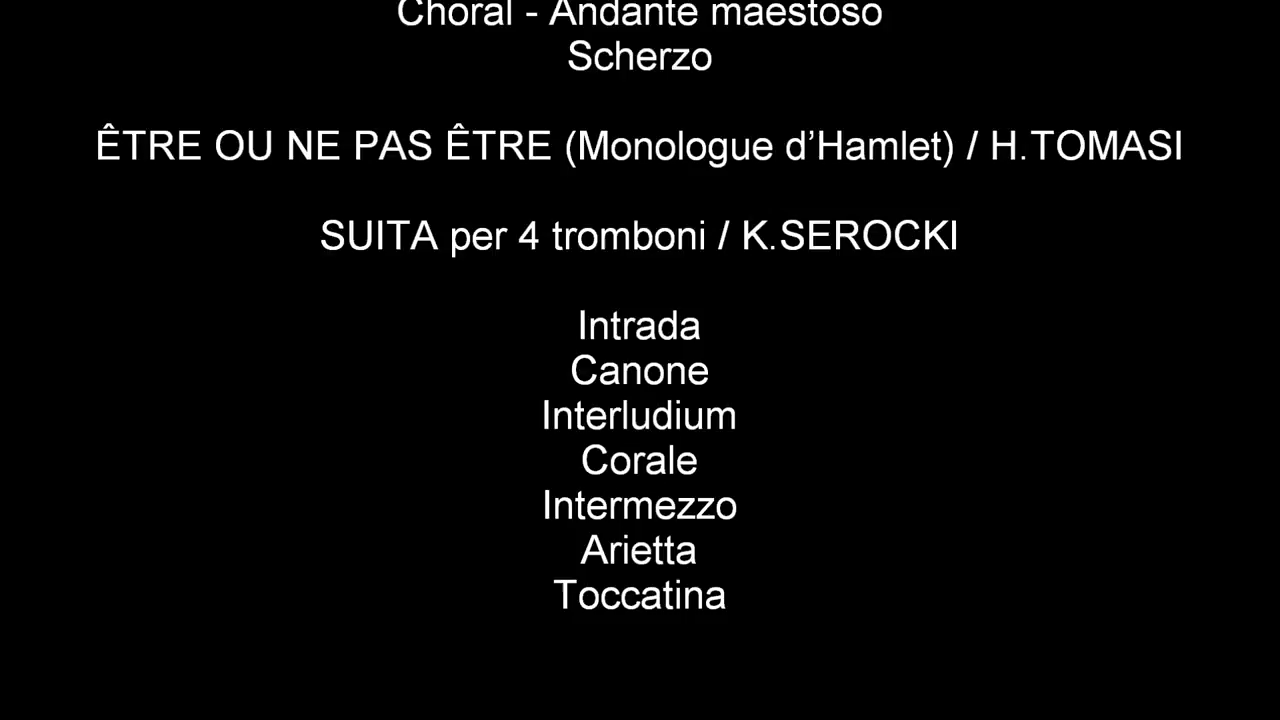 Choral - Andante maestoso
Scherzo
ÊTRE OU NE PAS ÊTRE (Monologue d’Hamlet) / H.TOMASI
SUITA per 4 tromboni / K.SEROCKI
Intrada
Canone
Interludium
Corale
Intermezzo
Arietta
Toccatina